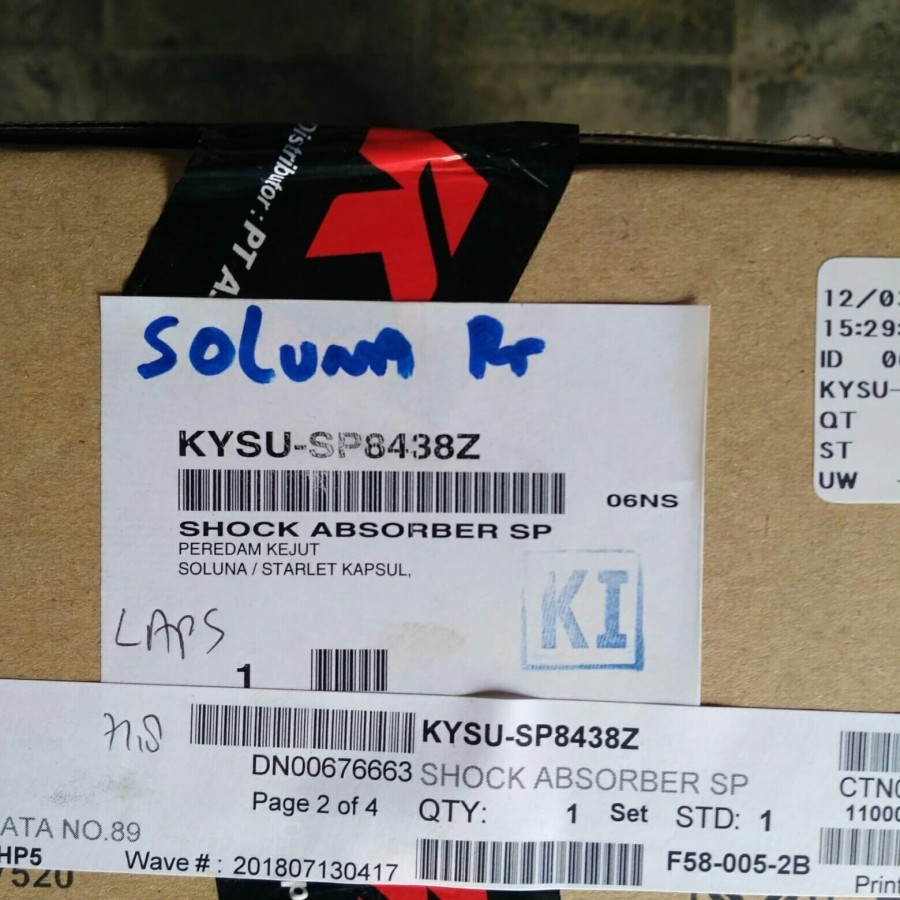 Distributor: PT
SOLUNA Rr
KYSU-SP8438Z
06NS
SHOCK ABSORBER SP
PEREDAM KEJUT
SOLUNA / STARLET KAPSUL,
KI
LAPS
1
12/03
15:29:
ID 00
KYSU-
QT
ST
UW
KYSU-SP8438Z
DN00676663 SHOCK ABSORBER SP
Page 2 of 4 QTY: 1 Set STD: 1
ATA NO.89
HP5 Wave # : 201807130417 F58-005-2B
7520
CTN0
11000
Print